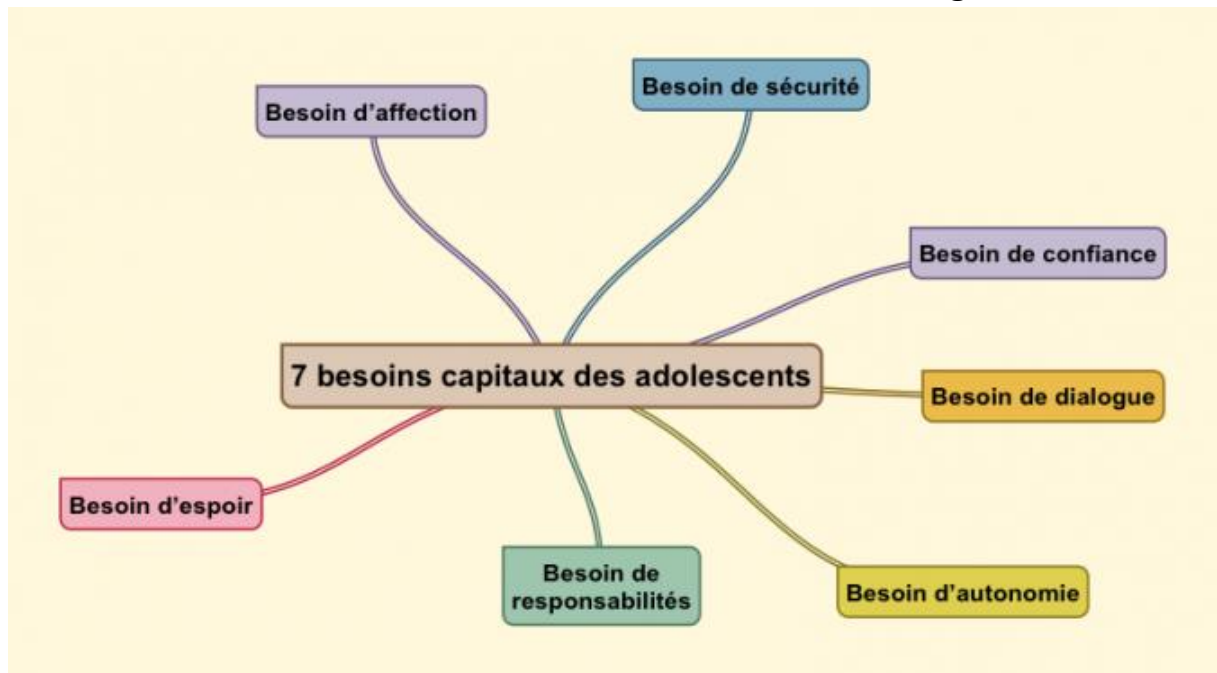 Besoin d'affection
Besoin de sécurité
Besoin de confiance
7 besoins capitaux des adolescents
Besoin de dialogue
Besoin d'espoir
Besoin de
responsabilités
Besoin d'autonomie